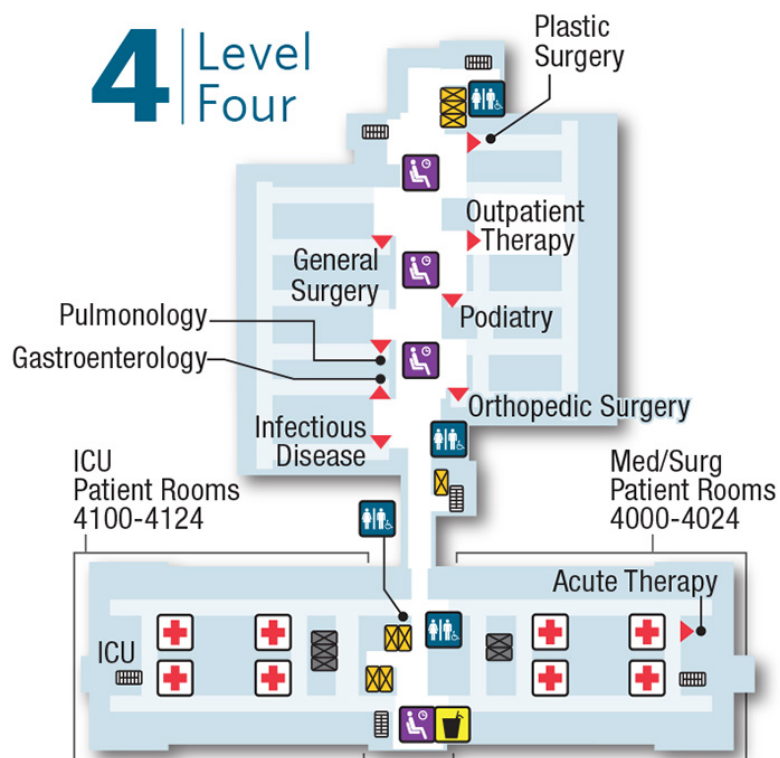 4
Level
Four
Plastic
Surgery
Outpatient
Therapy
General
Surgery
Pulmonology
Podiatry
Gastroenterology
Orthopedic Surgery
Infectious
Disease
ICU
Patient Rooms
4100-4124
Med/Surg
Patient Rooms
4000-4024
Acute Therapy
ICU